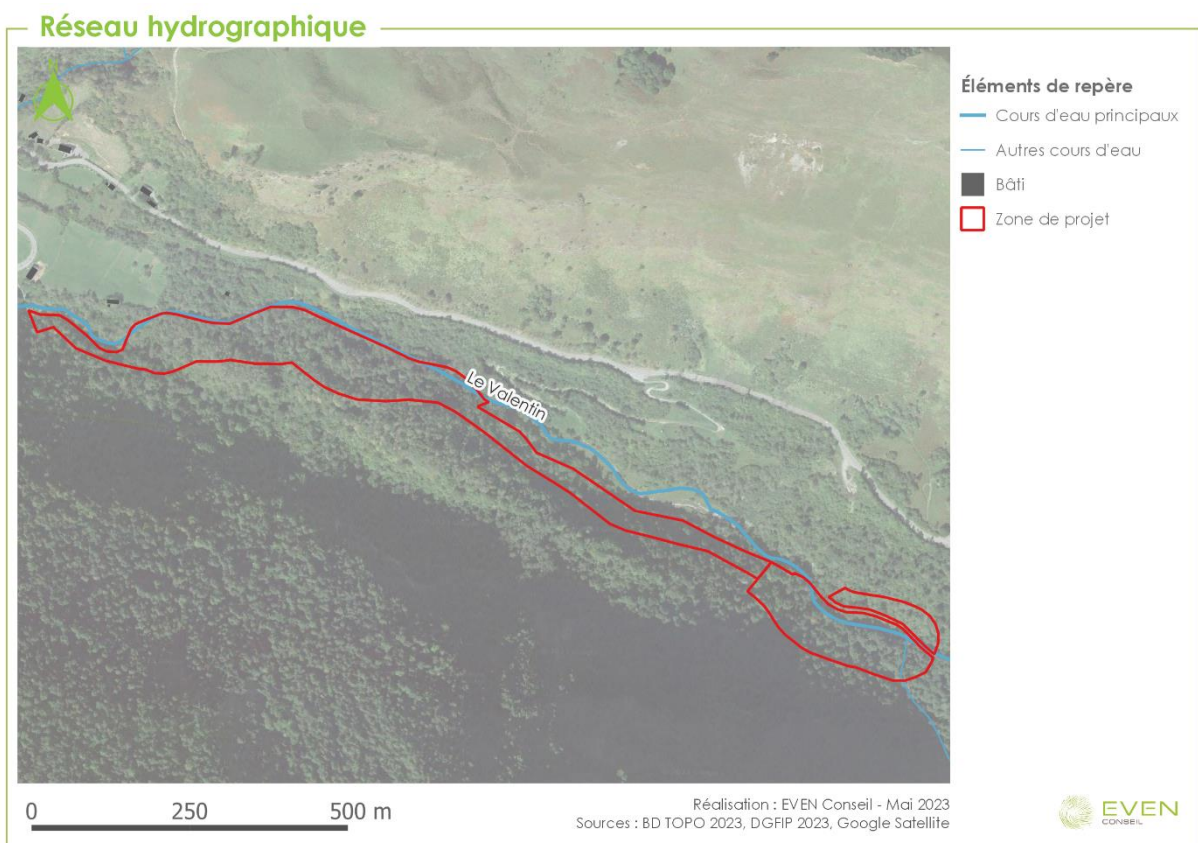 Réseau hydrographique
N
Éléments de repère
Cours d'eau principaux
Autres cours d'eau
Bâti
Zone de projet
Le Valentin
0 250 500 m
Réalisation : EVEN Conseil - Mai 2023
Sources : BD TOPO 2023, DGFIP 2023, Google Satellite
EVEN
CONSEIL